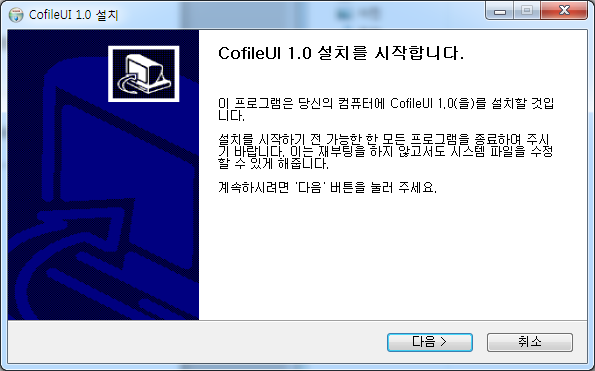 CofileUI 1.0 설치
CofileUI 1.0 설치를 시작합니다.
이 프로그램은 당신의 컴퓨터에 CofileUI 1.0(을)를 설치할 것입
니다.
설치를 시작하기 전 가능한 한 모든 프로그램을 종료하여 주시
기 바랍니다. 이는 재부팅을 하지 않고서도 시스템 파일을 수정
할 수 있게 해줍니다.
계속하시려면 '다음' 버튼을 눌러 주세요.
다음 >
취소